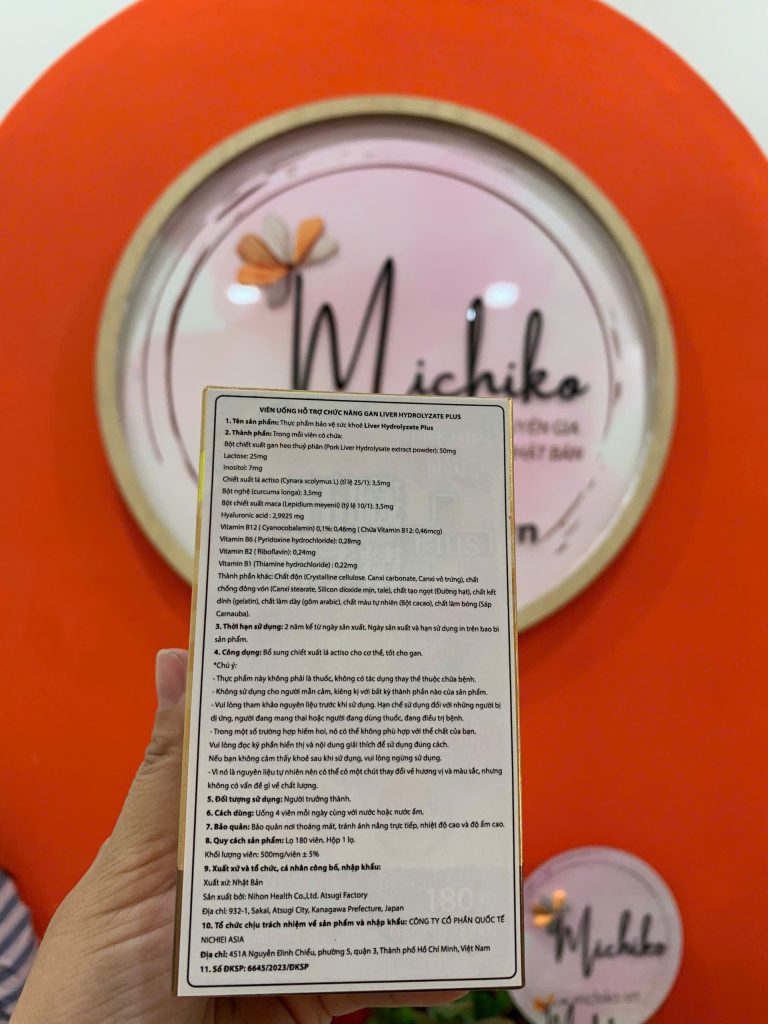 Michiko
YÊN GIA
HẬT BẢN
VIÊN UỐNG HỖ TRỢ CHỨC NĂNG GAN LIVER HYDROLYZATE PLUS
1. Tên sản phẩm: Thực phẩm bảo vệ sức khoẻ Liver Hydrolyzate Plus
2. Thành phần: Trong mỗi viên có chứa:
Bột chiết xuất gan heo thuỷ phân (Pork Liver Hydrolysate extract powder): 50mg
Lactose: 25mg
Inositol: 7mg
Chiết xuất lá actiso (Cynara scolymus L) (tỉ lệ 25/1): 3,5mg
Bột nghệ (curcuma longa): 3,5mg
Bột chiết xuất maca (Lepidium meyenii) (tỷ lệ 10/1): 3,5mg
Hyaluronic acid : 2,9925 mg
Vitamin B12 ( Cyanocobalamin) 0,1%: 0,46mg ( Chứa Vitamin B12: 0,46mcg)
Vitamin B6 ( Pyridoxine hydrochloride): 0,28mg
Vitamin B2 ( Riboflavin): 0,24mg
Vitamin B1 (Thiamine hydrochloride) : 0,22mg
Thành phần khác: Chất độn (Crystalline cellulose. Canxi carbonate, Canxi vỏ trứng), chất
chống đông vón (Canxi stearate, Silicon dioxide mịn, tale), chất tạo ngọt (Đường hạt), chất kết
dính (gelatin), chất làm dày (gôm arabic), chất màu tự nhiên (Bột cacao), chất làm bóng (Sáp
Carnauba).
3. Thời hạn sử dụng: 2 năm kể từ ngày sản xuất. Ngày sản xuất và hạn sử dụng in trên bao bì
sản phẩm.
4. Công dụng: Bổ sung chiết xuất lá actiso cho cơ thể, tốt cho gan.
*Chú ý:
- Thực phẩm này không phải là thuốc, không có tác dụng thay thế thuốc chữa bệnh.
- Không sử dụng cho người mẫn cảm, kiêng kị với bất kỳ thành phần nào của sản phẩm.
- Vui lòng tham khảo nguyên liệu trước khi sử dụng. Hạn chế sử dụng đối với những người bị
dị ứng, người đang mang thai hoặc người đang dùng thuốc, đang điều trị bệnh.
- Trong một số trường hợp hiếm hoi, nó có thể không phù hợp với thể chất của bạn.
Vui lòng đọc kỹ phần hiển thị và nội dung giải thích để sử dụng đúng cách.
Nếu bạn không cảm thấy khoẻ sau khi sử dụng, vui lòng ngừng sử dụng.
- Vì nó là nguyên liệu tự nhiên nên có thể có một chút thay đổi về hương vị và màu sắc, nhưng
không có vấn đề gì về chất lượng.
5. Đối tượng sử dụng: Người trưởng thành.
6. Cách dùng: Uống 4 viên mỗi ngày cùng với nước hoặc nước ấm.
7. Bảo quản: Bảo quản nơi thoáng mát, tránh ánh nắng trực tiếp, nhiệt độ cao và độ ẩm cao.
8. Quy cách sản phẩm: Lọ 180 viên. Hộp 1 lọ.
Khối lượng viên: 500mg/viên ± 5%
9. Xuất xứ và tổ chức, cá nhân công bố, nhập khẩu:
Xuất xứ: Nhật Bản
Sản xuất bởi: Nihon Health Co.,Ltd. Atsugi Factory
Địa chỉ: 932-1, Sakai, Atsugi City, Kanagawa Prefecture, Japan
10. Tổ chức chịu trách nhiệm về sản phẩm và nhập khẩu: CÔNG TY CỔ PHẦN QUỐC TẾ
NICHIEI ASIA
Địa chỉ: 451A Nguyễn Đình Chiểu, phường 5, quận 3, Thành phố Hồ Chí Minh, Việt Nam
11. Số ĐKSP: 6645/2023/ĐKSP
Michiko
michiko.vn
Michiko